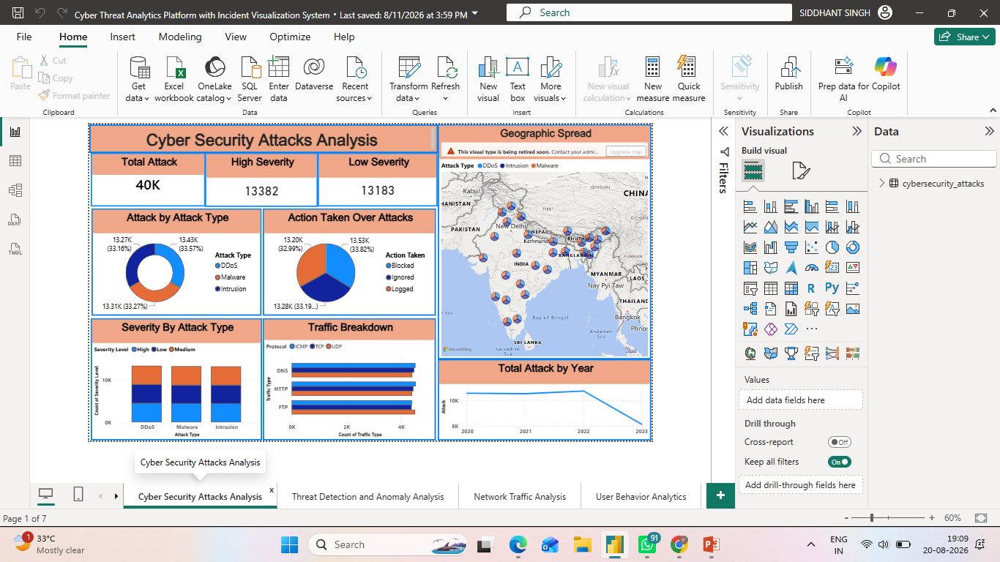 Cyber Threat Analytics Platform with Incident Visualization System • Last saved: 8/11/2026 at 3:59 PM
Search
SIDDHANT SINGH
File Home Insert Modeling View Optimize Help
Share
Paste
Cut
Copy
Format painter
Clipboard
Get data
Excel workbook
OneLake catalog
SQL Server
Enter data
Dataverse
Recent sources
Data
Transform data
Refresh
Queries
New visual
Text box
More visuals
Insert
New visual calculation
New measure
Quick measure
Calculations
Sensitivity
Sensitivity
Publish
Share
Prep data for AI
Copilot
Copilot
DAX
TMDL
Cyber Security Attacks Analysis
Total Attack
40K
High Severity
13382
Low Severity
13183
Attack by Attack Type
13.27K
(33.16%)
13.43K
(33.57%)
13.31K (33.27%)
Attack Type
DDoS
Malware
Intrusion
Action Taken Over Attacks
13.20K
(32.99%)
13.53K
(33.82%)
13.28K (33.19...)
Action Taken
Blocked
Ignored
Logged
Severity By Attack Type
Severity Level High Low Medium
Count of Severity Level
10K
0K
DDoS Malware Intrusion
Attack Type
Traffic Breakdown
Protocol ICMP TCP UDP
Traffic Type
DNS
HTTP
FTP
0K 2K 4K
Count of Traffic Type
Geographic Spread
This visual type is being retired soon. Contact your admi...
Upgrade map
Attack Type DDoS Intrusion Malware
Kabul
QINGHAI
CHINA
HANISTAN
TIBET
SICHUA
PAKISTAN
New Delhi
NEPAL
Kathmand
BHUTA
BANGLADESH
YUNNAN
INDIA
MYANMAR
LAOS
Nay Pyi Taw
THAILAND
Bay of Bengal
Bangkok
Andaman Sea
Phnor
SRI LANKA
Laccadive Sea
Microsoft Bing
Total Attack by Year
Attack
10K
8K
2020 2021 2022 2023
Cyber Security Attacks Analysis
Filters
Visualizations
Build visual
123
R
Py
Values
Add data fields here
Drill through
Cross-report
Off
Keep all filters
On
Add drill-through fields here
Data
Search
cybersecurity_attacks
Cyber Security Attacks Analysis x
Threat Detection and Anomaly Analysis
Network Traffic Analysis
User Behavior Analytics
Page 1 of 7
- + 60%
1
33°C
Mostly clear
Search
91
ENG
IN
19:09
20-08-2026